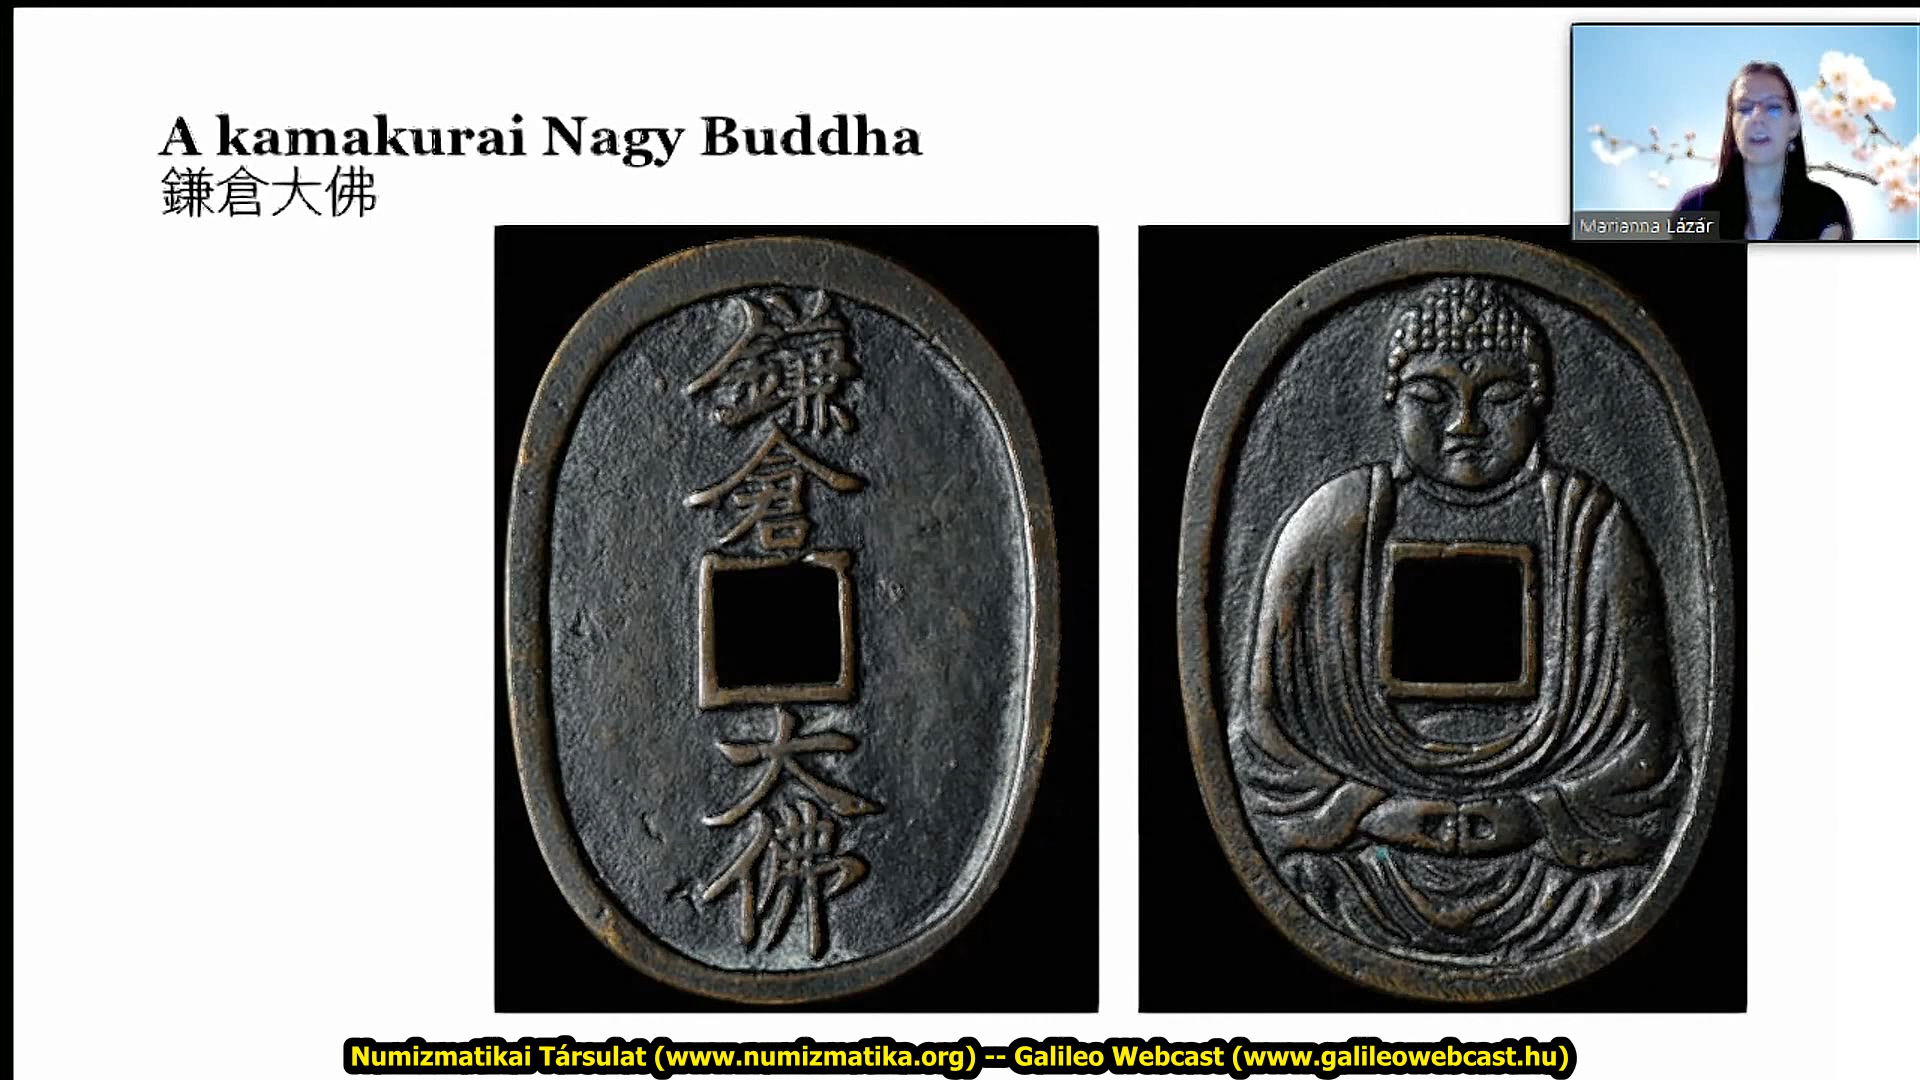 A kamakurai Nagy Buddha
鎌倉大佛
Marianna Lázár
鎌
倉
大
佛
Numizmatikai Társulat (www.numizmatika.org) -- Galileo Webcast (www.galileowebcast.hu)